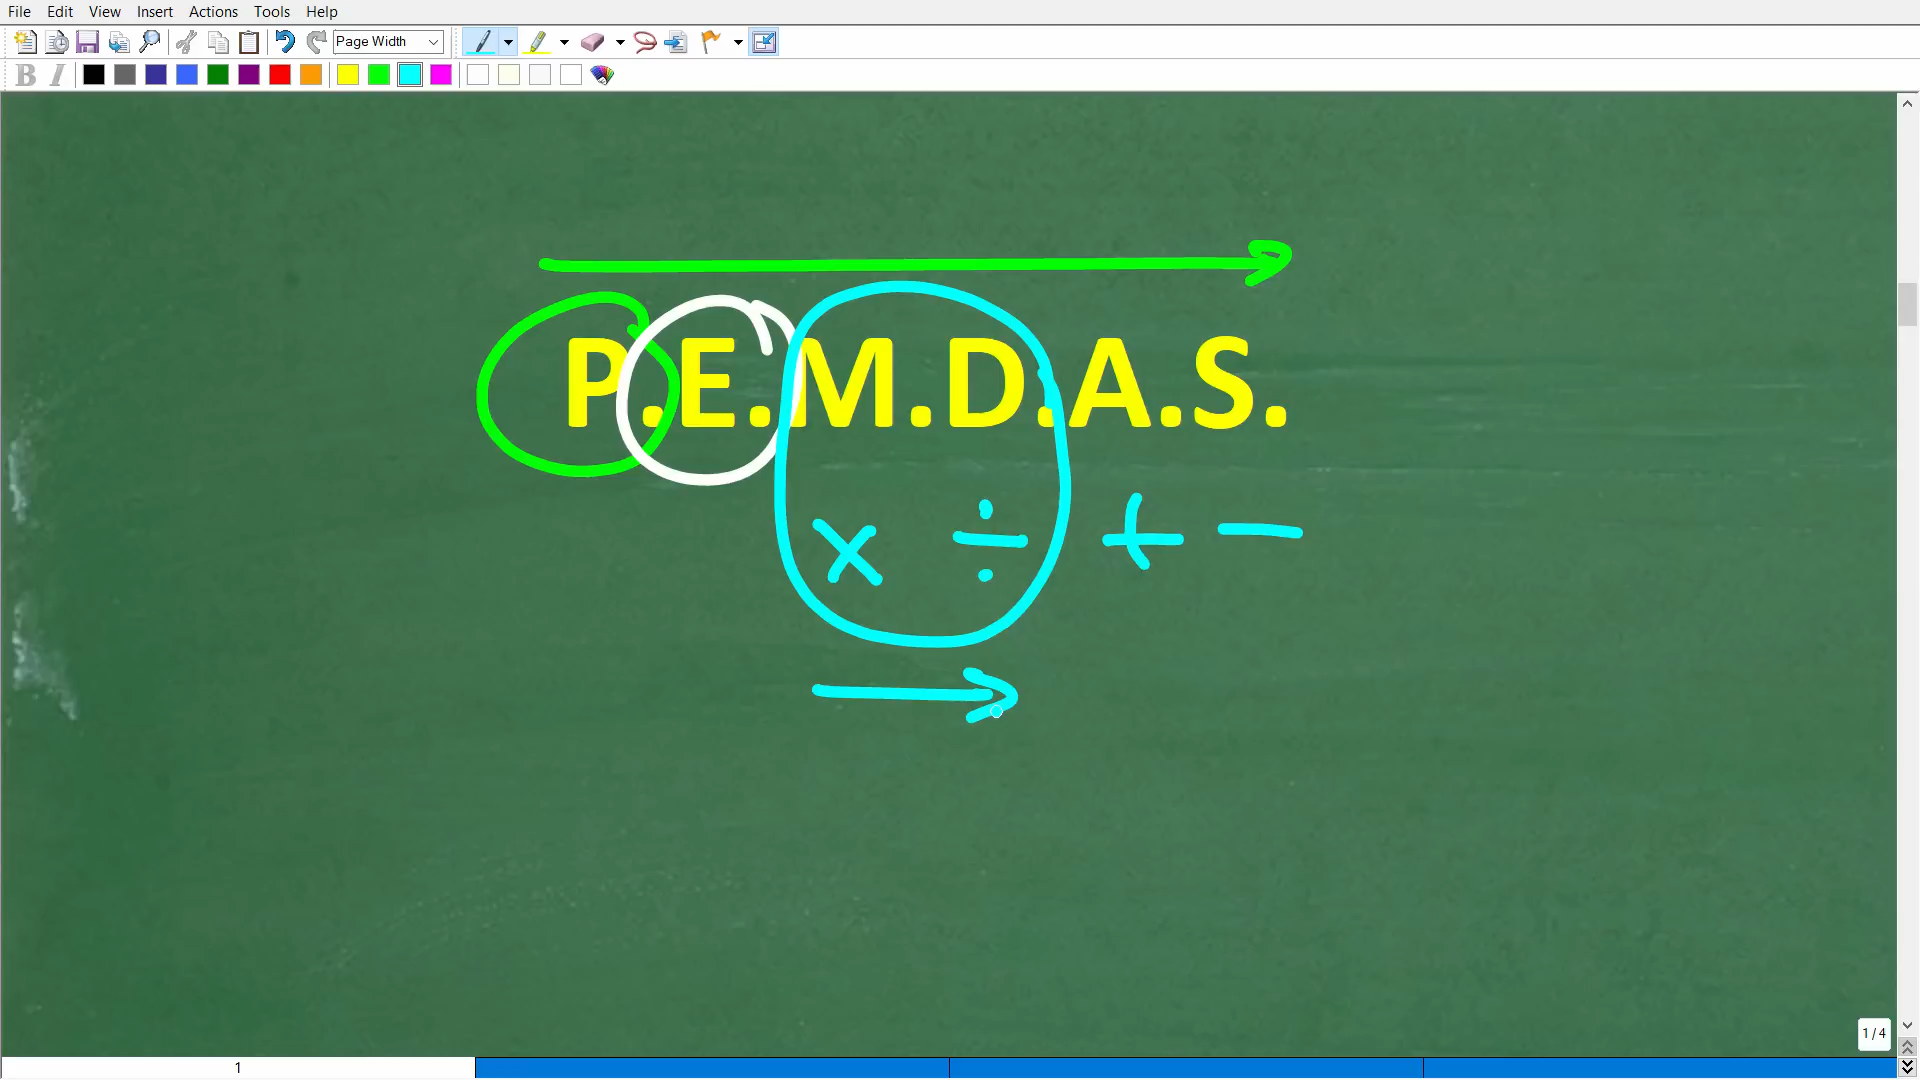 File Edit View Insert Actions Tools Help
Page Width
B I
P.E.M.D.A.S.
× ÷ + −
1 / 4
1